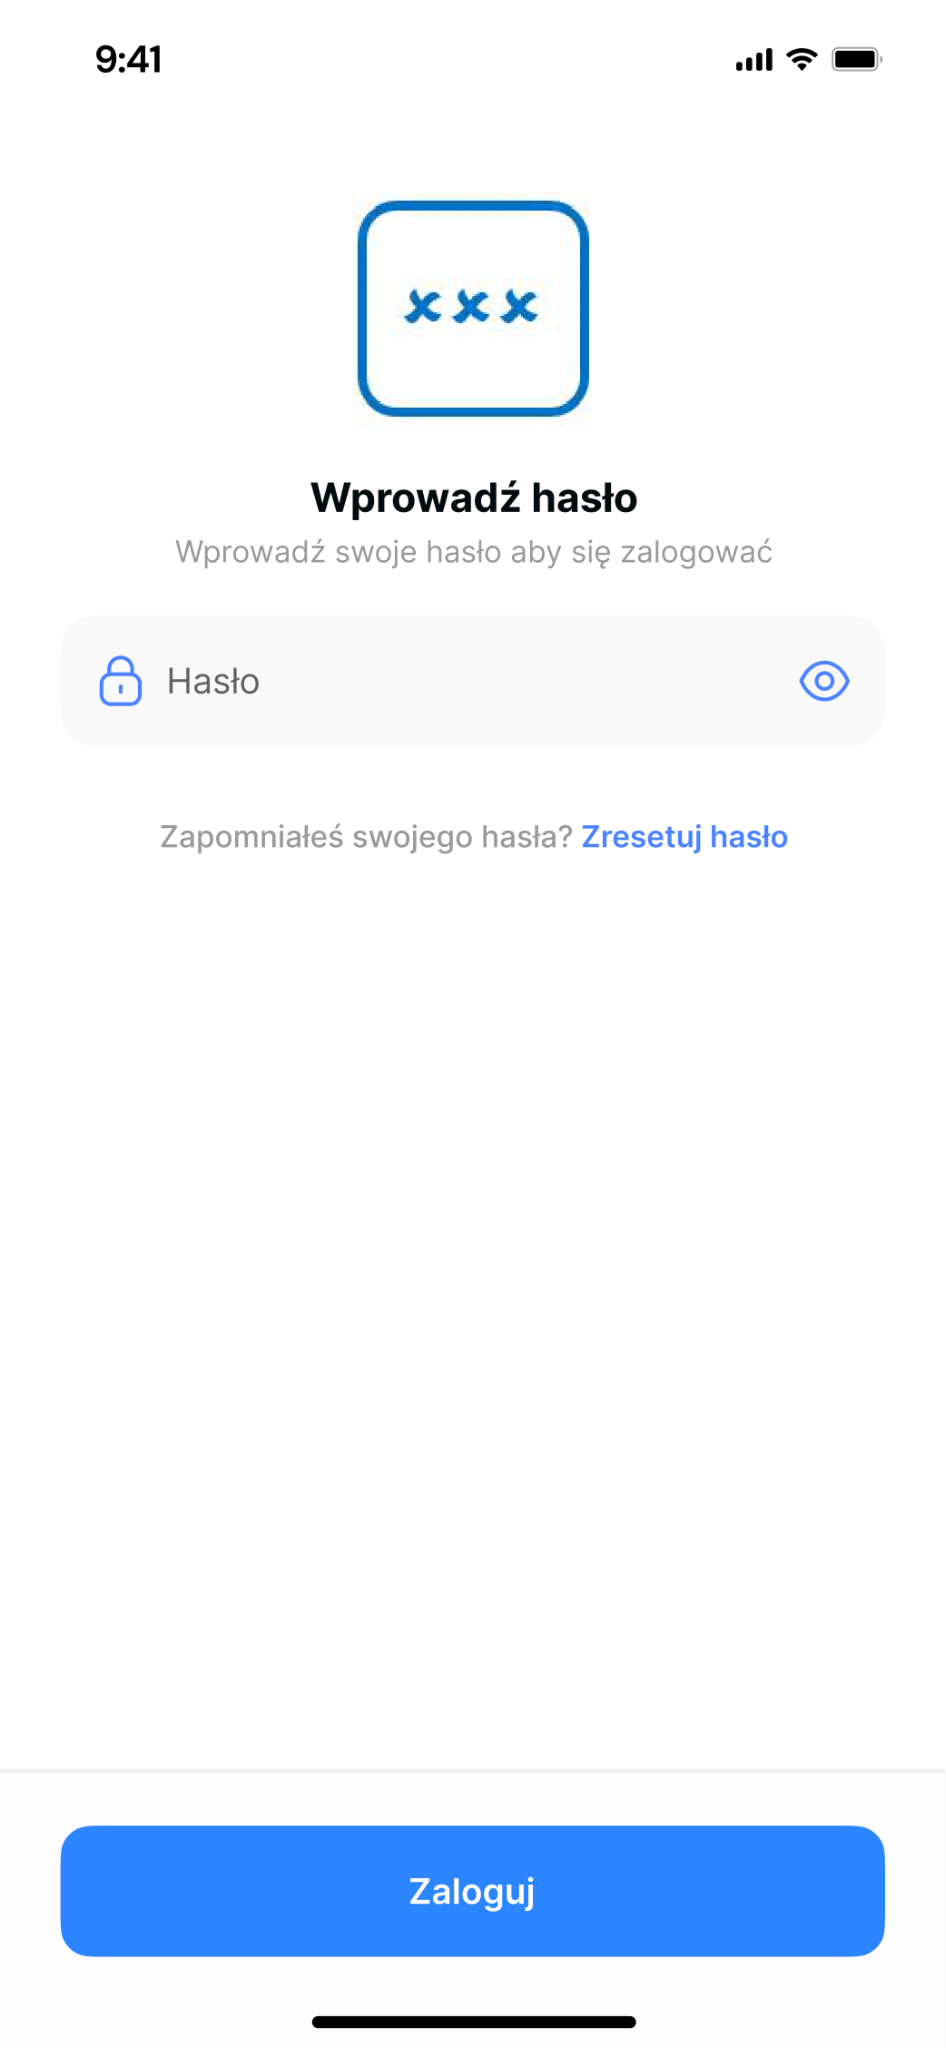 9:41
Wprowadź hasło
Wprowadź swoje hasło aby się zalogować
Hasło
Zapomniałeś swojego hasła? Zresetuj hasło
Zaloguj